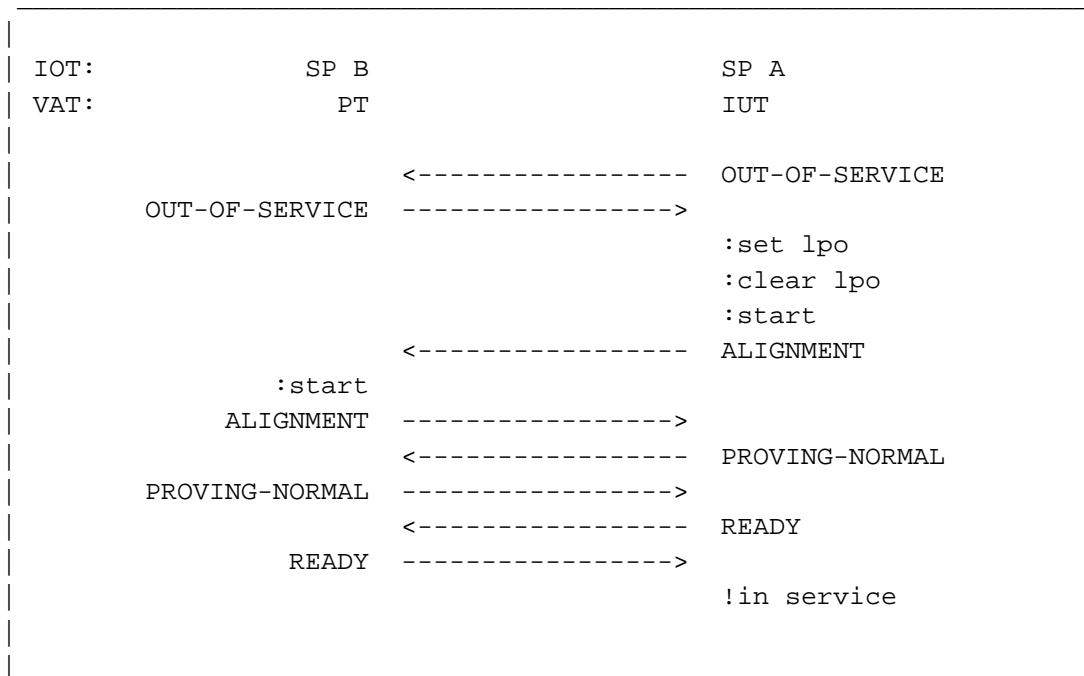 IOT: SP B SP A
VAT: PT IUT
<----------------- OUT-OF-SERVICE
OUT-OF-SERVICE ----------------->
:set lpo
:clear lpo
:start
<----------------- ALIGNMENT
:start
ALIGNMENT ----------------->
<----------------- PROVING-NORMAL
PROVING-NORMAL ----------------->
<----------------- READY
READY ----------------->
!in service